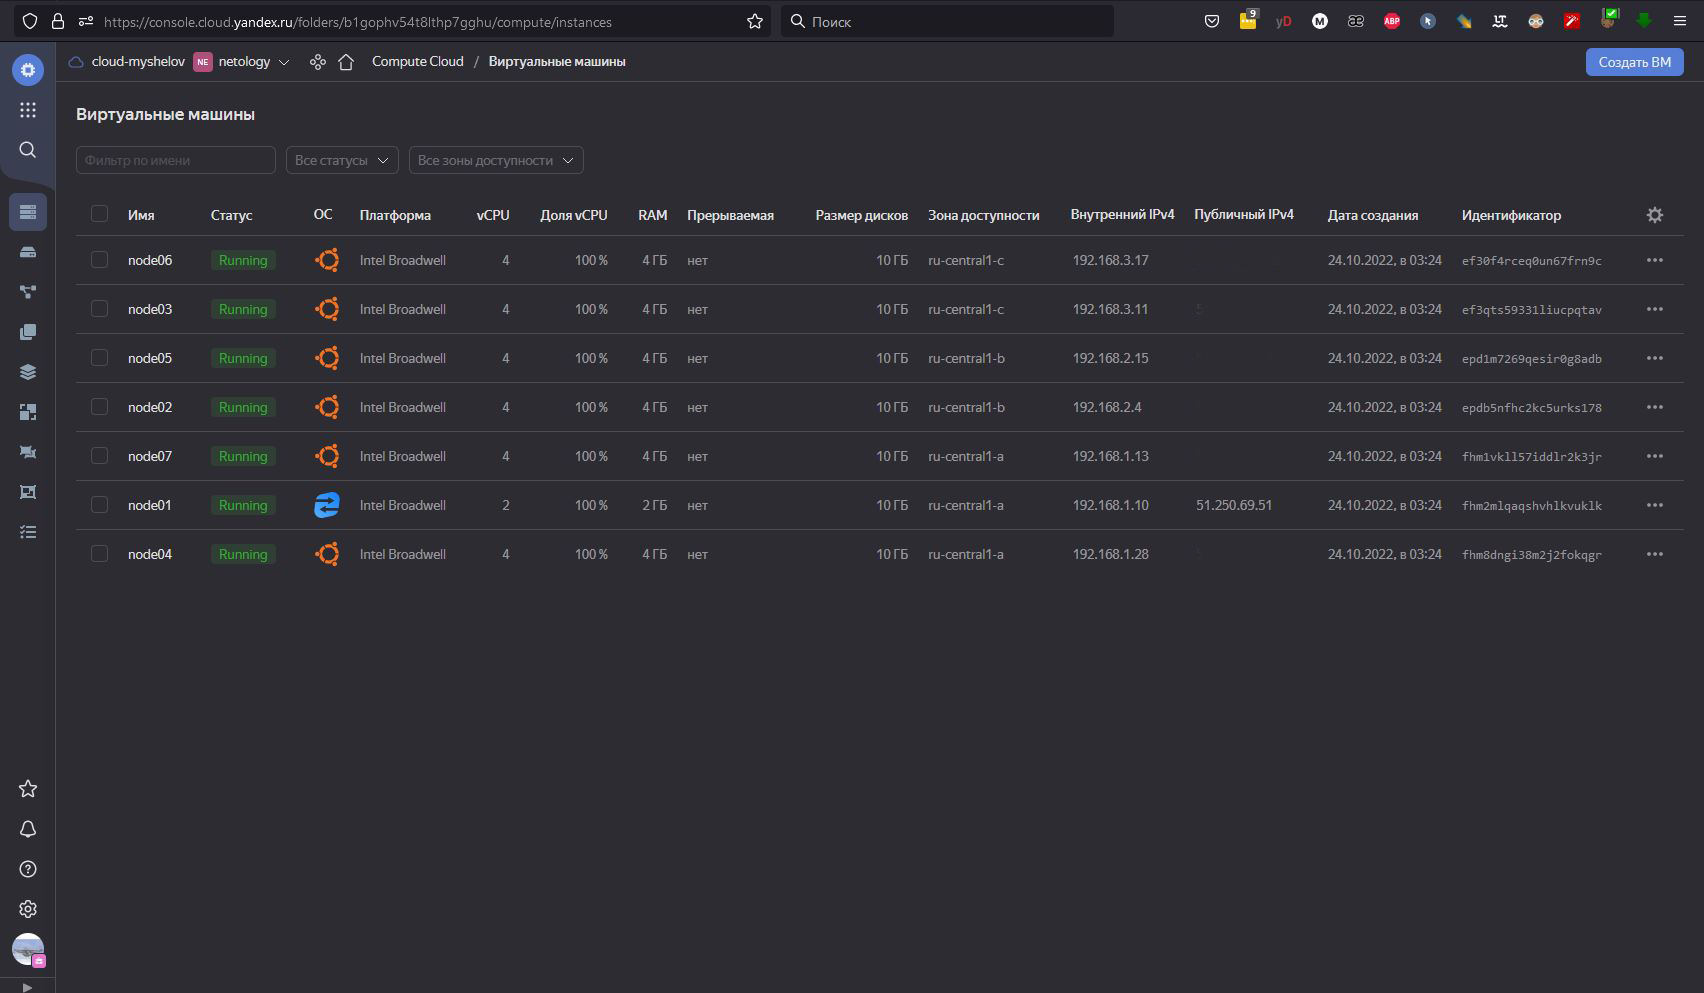 https://console.cloud.yandex.ru/folders/b1gophv54t8lthp7gghu/compute/instances
Поиск
9
yD
M
æ
ABP
cloud-myshelov NE netology Compute Cloud / Виртуальные машины
Создать ВМ
Виртуальные машины
Фильтр по имени Все статусы Все зоны доступности
Имя Статус ОС Платформа vCPU Доля vCPU RAM Прерываемая Размер дисков Зона доступности Внутренний IPv4 Публичный IPv4 Дата создания Идентификатор
node06 Running Intel Broadwell 4 100 % 4 ГБ нет 10 ГБ ru-central1-c 192.168.3.17 24.10.2022, в 03:24 ef30f4rceq0un67frn9c
node03 Running Intel Broadwell 4 100 % 4 ГБ нет 10 ГБ ru-central1-c 192.168.3.11 24.10.2022, в 03:24 ef3qts59331liucpqtav
node05 Running Intel Broadwell 4 100 % 4 ГБ нет 10 ГБ ru-central1-b 192.168.2.15 24.10.2022, в 03:24 epd1m7269qesir0g8adb
node02 Running Intel Broadwell 4 100 % 4 ГБ нет 10 ГБ ru-central1-b 192.168.2.4 24.10.2022, в 03:24 epdb5nfhc2kc5urks178
node07 Running Intel Broadwell 4 100 % 4 ГБ нет 10 ГБ ru-central1-a 192.168.1.13 24.10.2022, в 03:24 fhm1vkll57iddlr2k3jr
node01 Running Intel Broadwell 2 100 % 2 ГБ нет 10 ГБ ru-central1-a 192.168.1.10 51.250.69.51 24.10.2022, в 03:24 fhm2mlqaqshvhlkvuklk
node04 Running Intel Broadwell 4 100 % 4 ГБ нет 10 ГБ ru-central1-a 192.168.1.28 24.10.2022, в 03:24 fhm8dngi38m2j2fokqgr